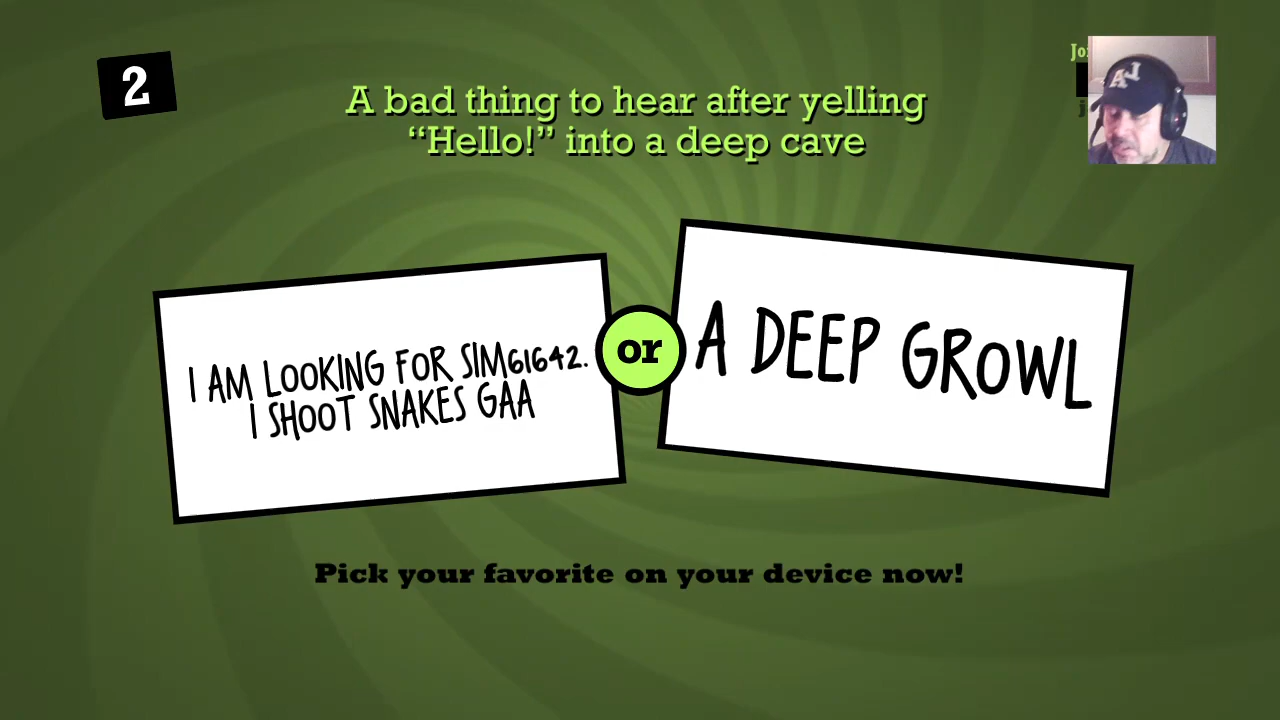 2
A bad thing to hear after yelling
“Hello!” into a deep cave
I AM LOOKING FOR SIM61642.
I SHOOT SNAKES GAA
or
A DEEP GROWL
Pick your favorite on your device now!